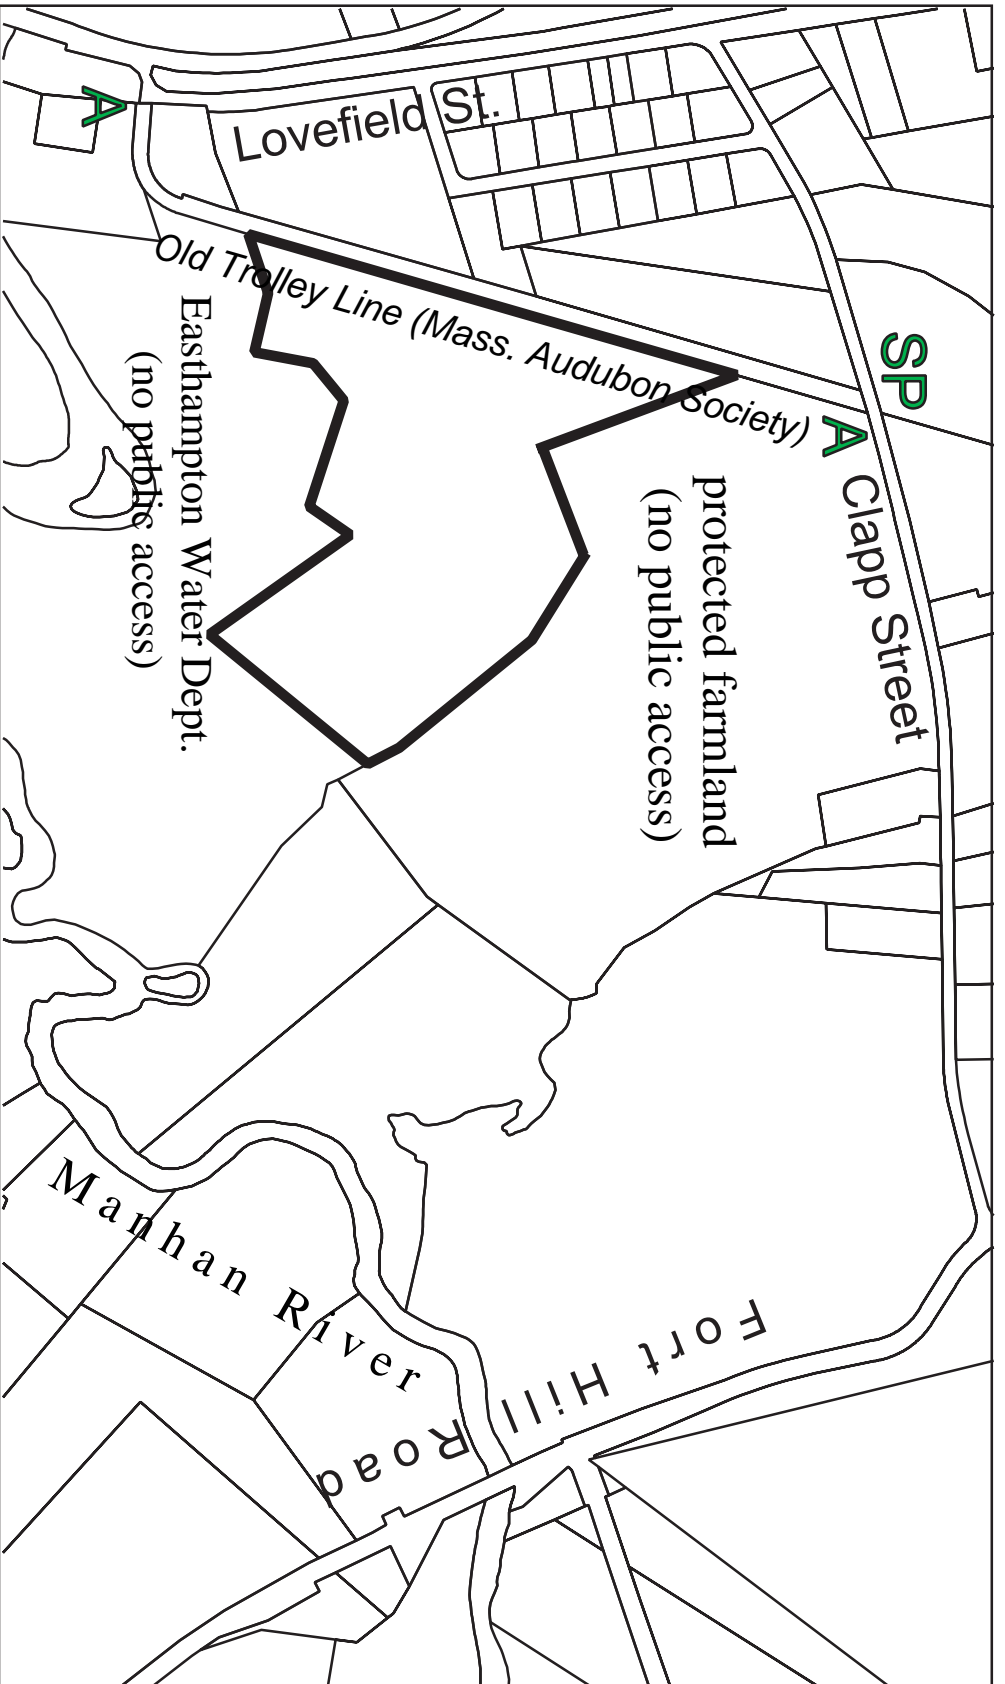 Lovefield St.
A
Old Trolley Line (Mass. Audubon Society)
SP
A
Clapp Street
protected farmland
(no public access)
Easthampton Water Dept.
(no public access)
Manhan River
Fort Hill Road